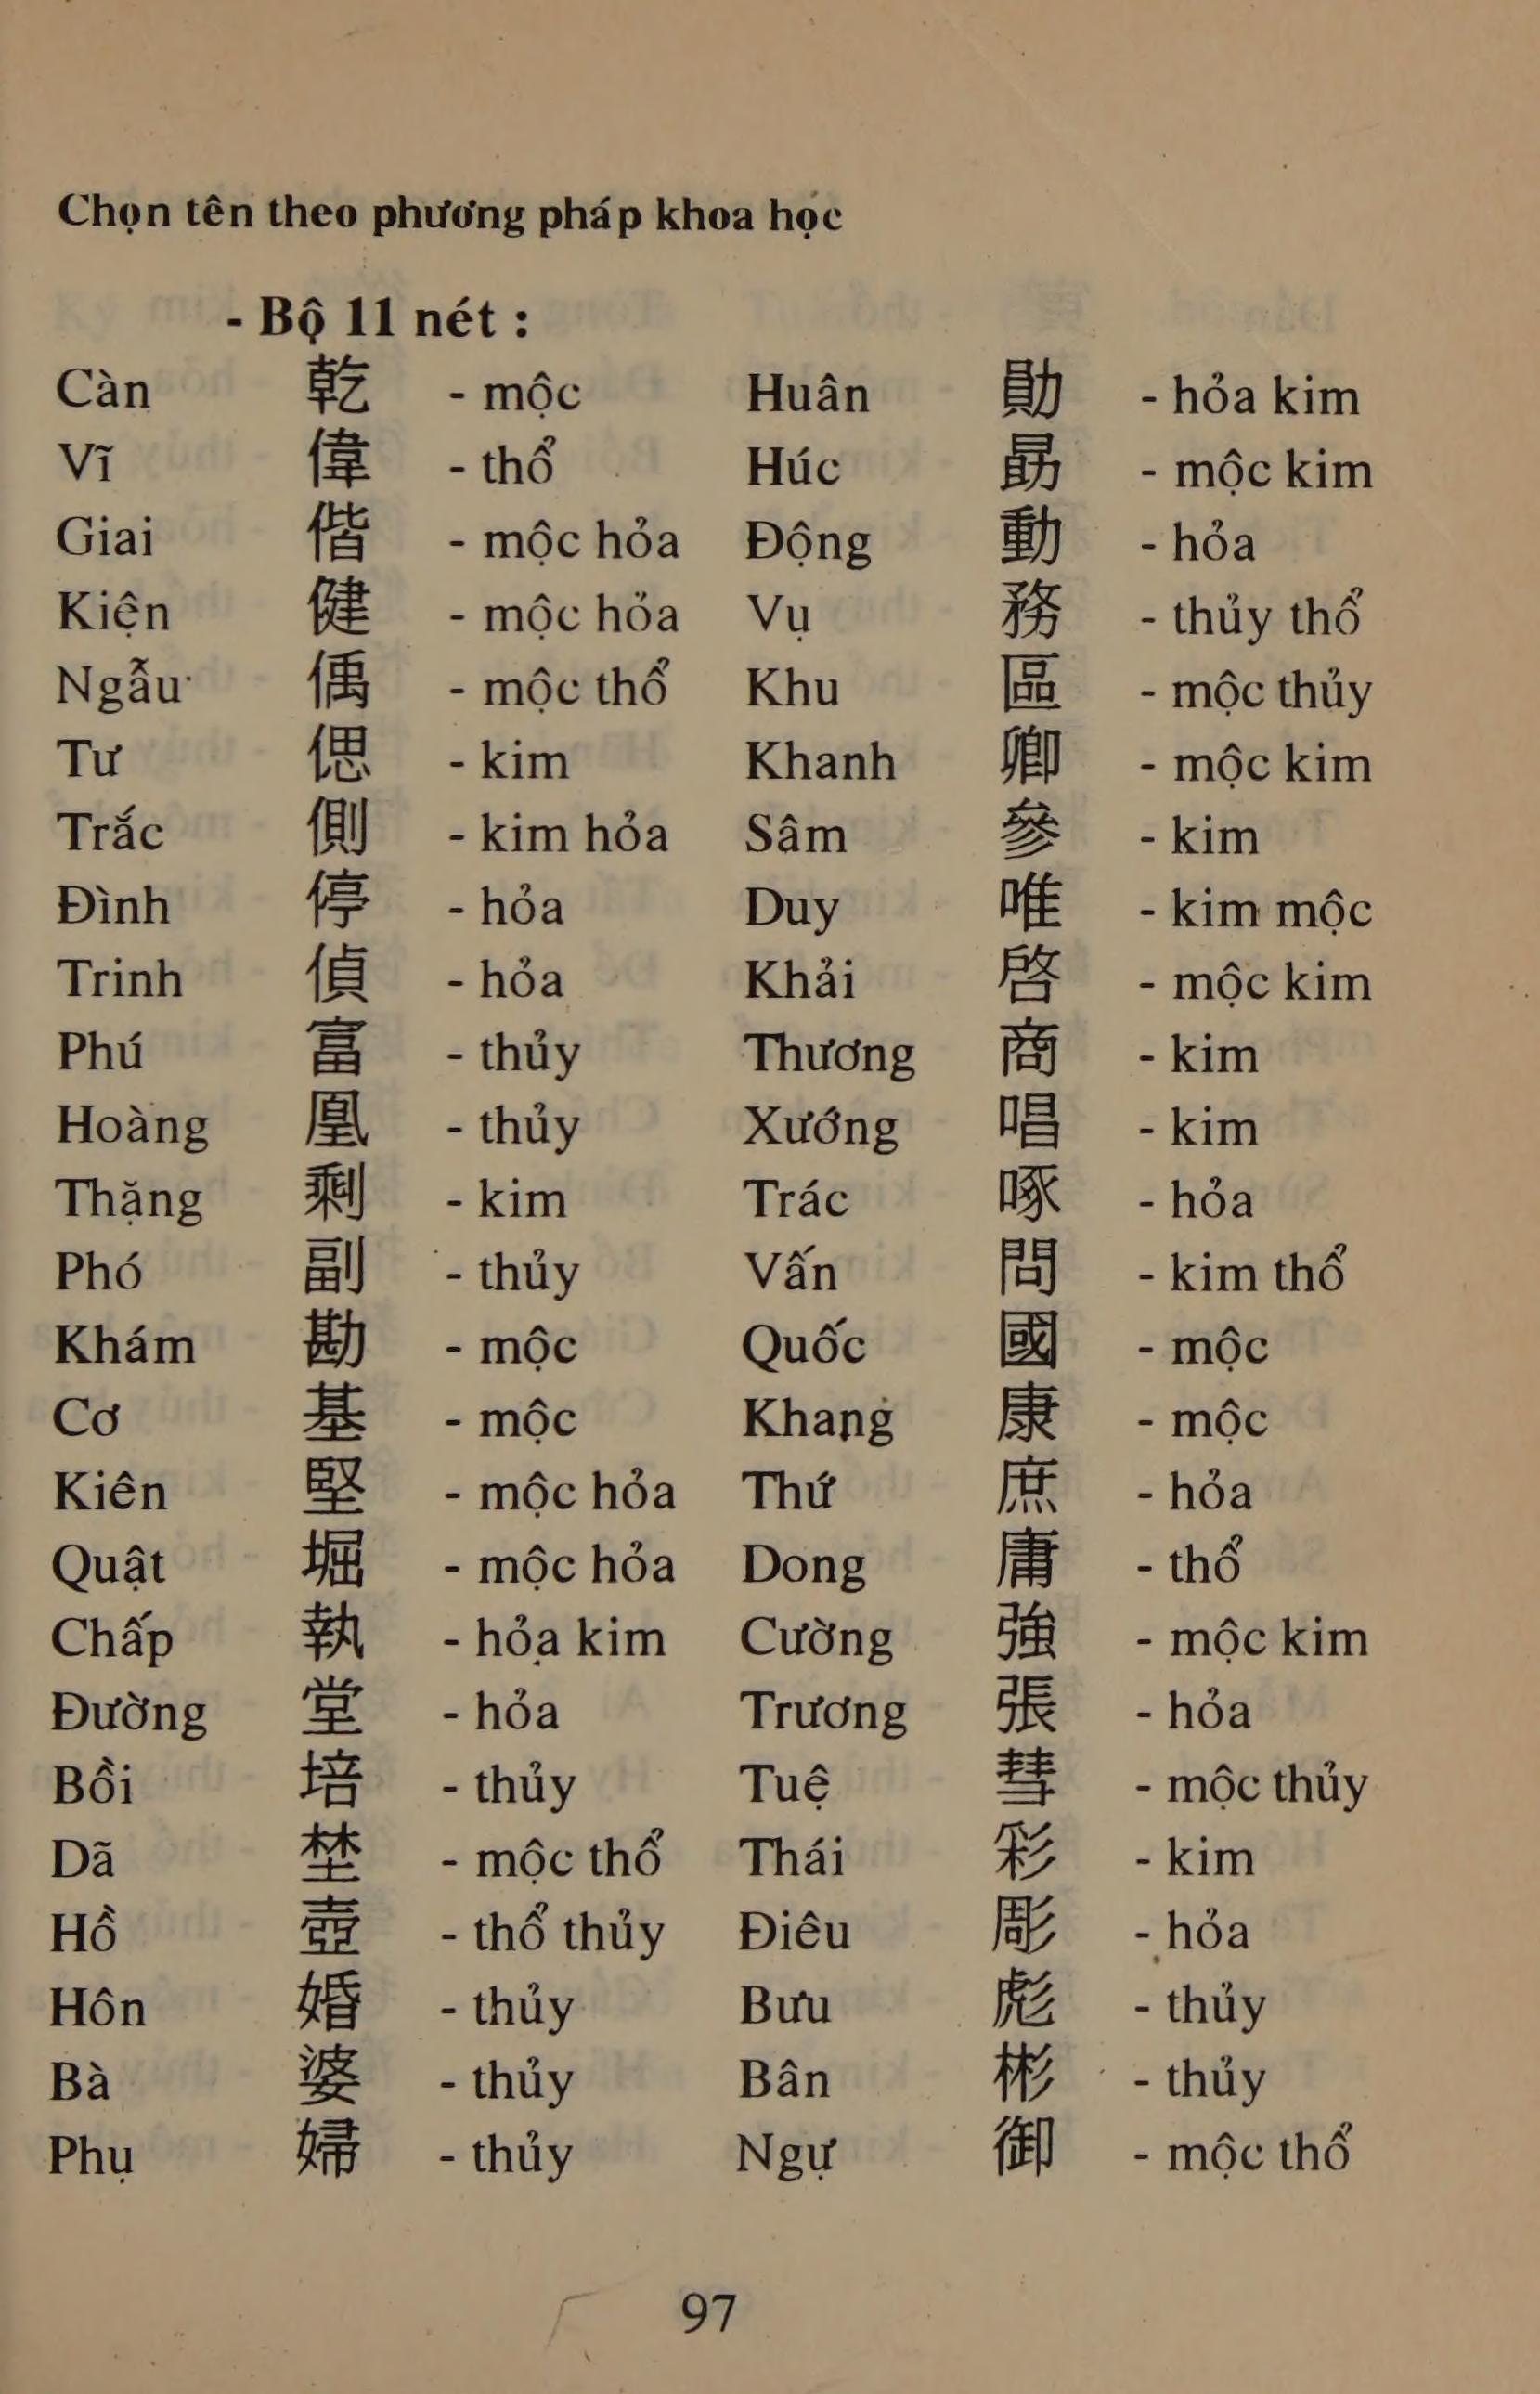 Chọn tên theo phương pháp khoa học
- Bộ 11 nét :
Càn 乾 - mộc Huân 勛 - hỏa kim
Vĩ 偉 - thổ Húc 勗 - mộc kim
Giai 偕 - mộc hỏa Động 動 - hỏa
Kiện 健 - mộc hỏa Vụ 務 - thủy thổ
Ngẫu 偊 - mộc thổ Khu 區 - mộc thủy
Tư 偲 - kim Khanh 卿 - mộc kim
Trắc 側 - kim hỏa Sâm 參 - kim
Đình 停 - hỏa Duy 唯 - kim mộc
Trinh 偵 - hỏa Khải 啓 - mộc kim
Phú 富 - thủy Thương 商 - kim
Hoàng 凰 - thủy Xướng 唱 - kim
Thặng 剩 - kim Trác 啄 - hỏa
Phó 副 - thủy Vấn 問 - kim thổ
Khám 勘 - mộc Quốc 國 - mộc
Cơ 基 - mộc Khang 康 - mộc
Kiên 堅 - mộc hỏa Thứ 庶 - hỏa
Quật 堀 - mộc hỏa Dong 庸 - thổ
Chấp 執 - hỏa kim Cường 強 - mộc kim
Đường 堂 - hỏa Trương 張 - hỏa
Bồi 培 - thủy Tuệ 彗 - mộc thủy
Dã 埜 - mộc thổ Thái 彩 - kim
Hồ 壺 - thổ thủy Điêu 彫 - hỏa
Hôn 婚 - thủy Bưu 彪 - thủy
Bà 婆 - thủy Bân 彬 - thủy
Phụ 婦 - thủy Ngự 御 - mộc thổ
97